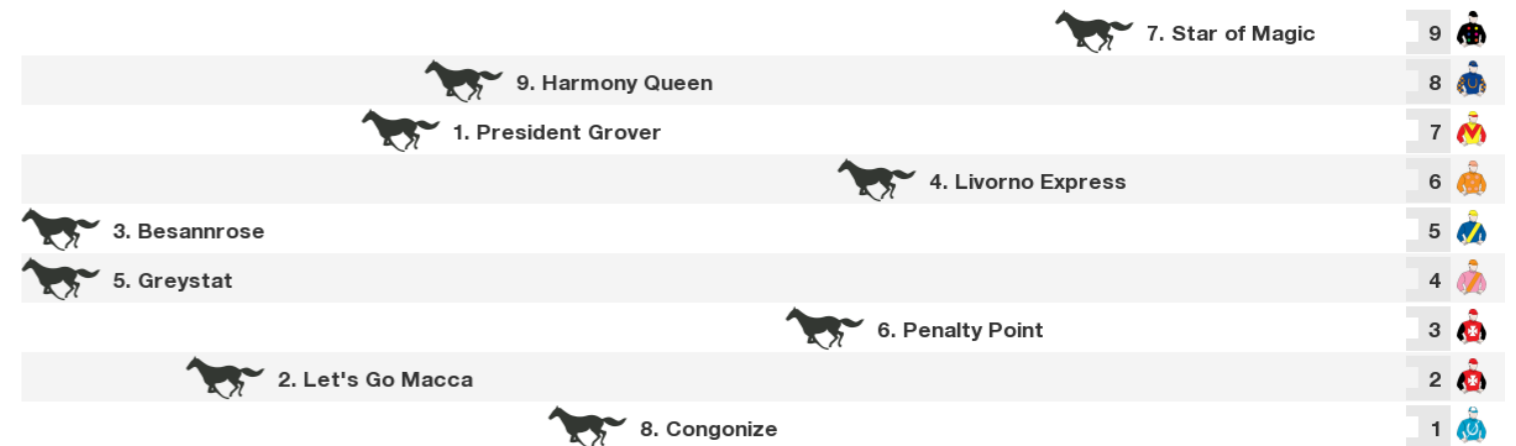 7. Star of Magic 9
9. Harmony Queen 8
1. President Grover 7
4. Livorno Express 6
3. Besannrose 5
5. Greystat 4
6. Penalty Point 3
2. Let's Go Macca 2
8. Congonize 1